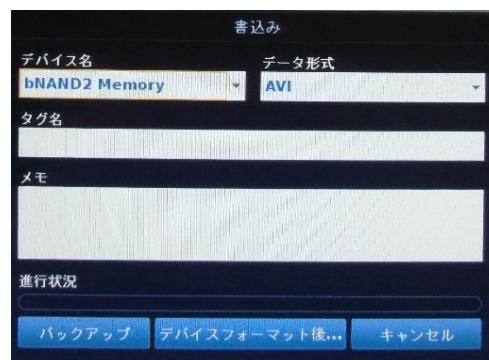 書込み
デバイス名
データ形式
bNAND2 Memory
AVI
タグ名
メモ
進行状況
バックアップ
デバイスフォーマット後...
キャンセル